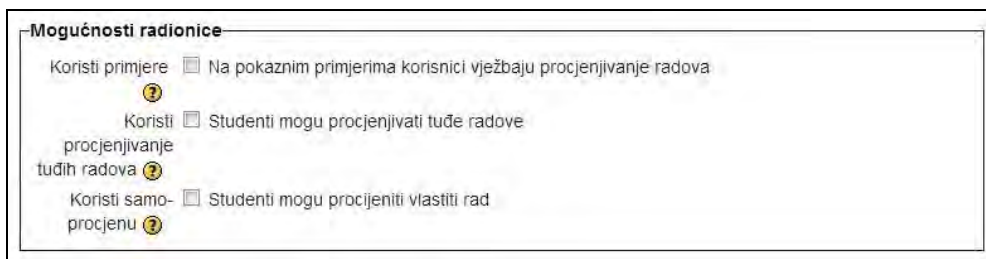 Mogućnosti radionice
Koristi primjere Na pokaznim primjerima korisnici vježbaju procjenjivanje radova
?
Koristi Studenti mogu procjenjivati tuđe radove
procjenjivanje
tuđih radova ?
Koristi samo- Studenti mogu procijeniti vlastiti rad
procjenu ?